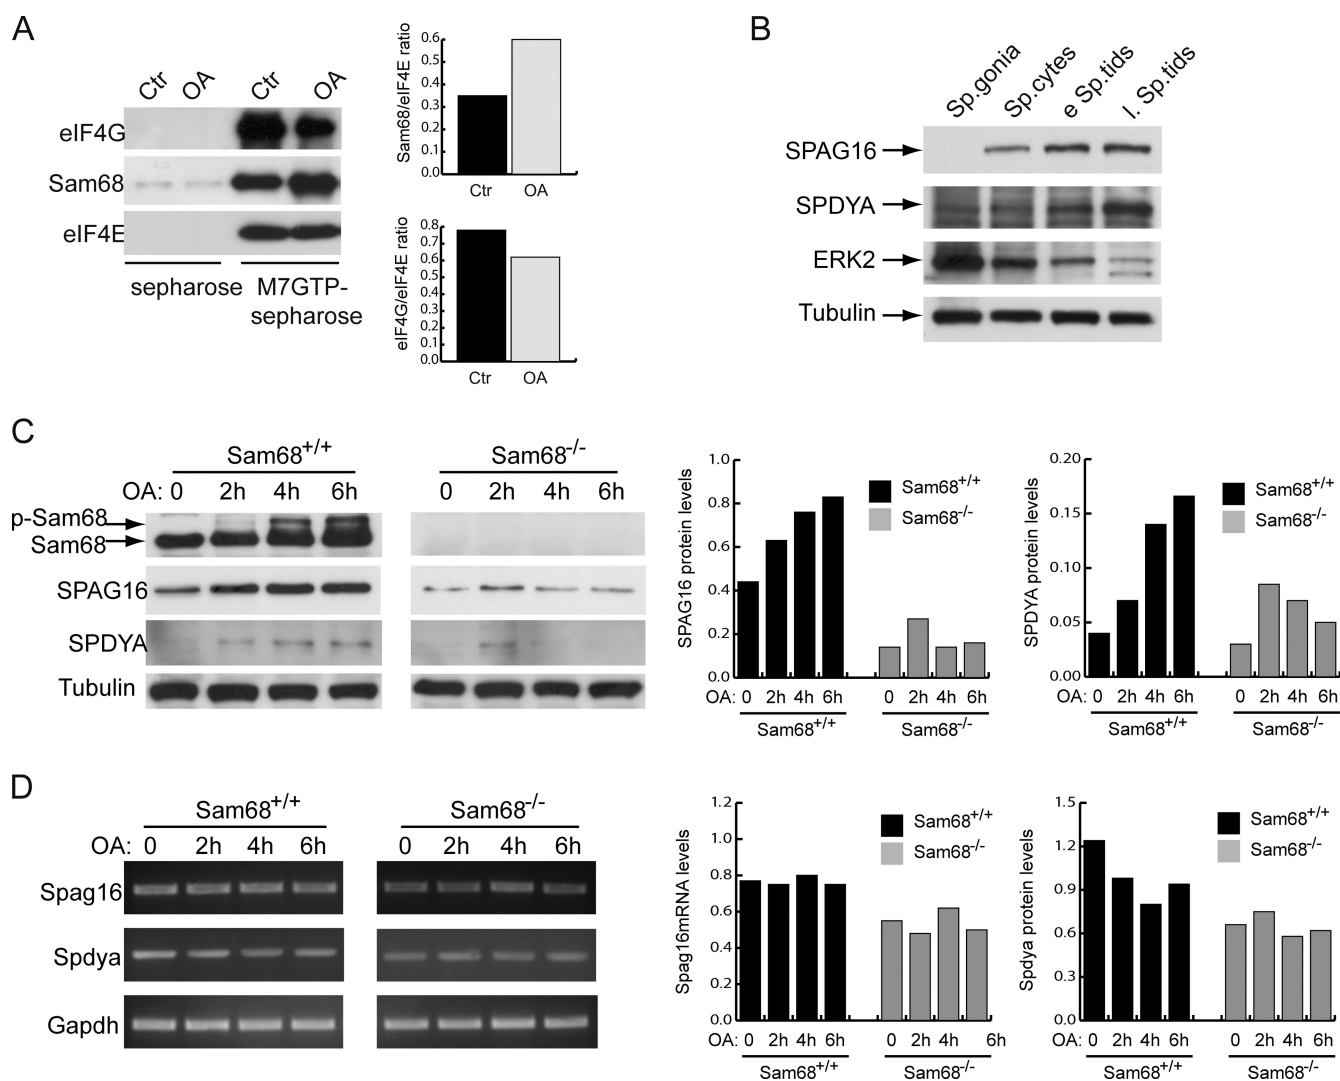 A
Ctr OA Ctr OA
eIF4G
Sam68
eIF4E
sepharose M7GTP-
sepharose
Sam68/eIF4E ratio
0.6
0.5
0.4
0.3
0.2
0.1
0.0
Ctr OA
eIF4G/eIF4E ratio
0.8
0.7
0.6
0.5
0.4
0.3
0.2
0.1
0.0
Ctr OA
B
Sp.gonia Sp.cytes e Sp.tids l. Sp.tids
SPAG16
SPDYA
ERK2
Tubulin
C
Sam68+/+ Sam68-/-
OA: 0 2h 4h 6h 0 2h 4h 6h
p-Sam68
Sam68
SPAG16
SPDYA
Tubulin
SPAG16 protein levels
1.0
0.8
0.6
0.4
0.2
0.0
Sam68+/+
Sam68-/-
OA: 0 2h 4h 6h 0 2h 4h 6h
Sam68+/+ Sam68-/-
SPDYA protein levels
0.20
0.15
0.10
0.05
0.00
Sam68+/+
Sam68-/-
OA: 0 2h 4h 6h 0 2h 4h 6h
Sam68+/+ Sam68-/-
D
Sam68+/+ Sam68-/-
OA: 0 2h 4h 6h 0 2h 4h 6h
Spag16
Spdya
Gapdh
Spag16mRNA levels
1.2
1.0
0.8
0.6
0.4
0.2
0.0
Sam68+/+
Sam68-/-
OA: 0 2h 4h 6h 0 2h 4h 6h
Sam68+/+ Sam68-/-
Spdya protein levels
1.5
1.2
0.9
0.6
0.3
0.0
Sam68+/+
Sam68-/-
OA: 0 2h 4h 6h 0 2h 4h 6h
Sam68+/+ Sam68-/-